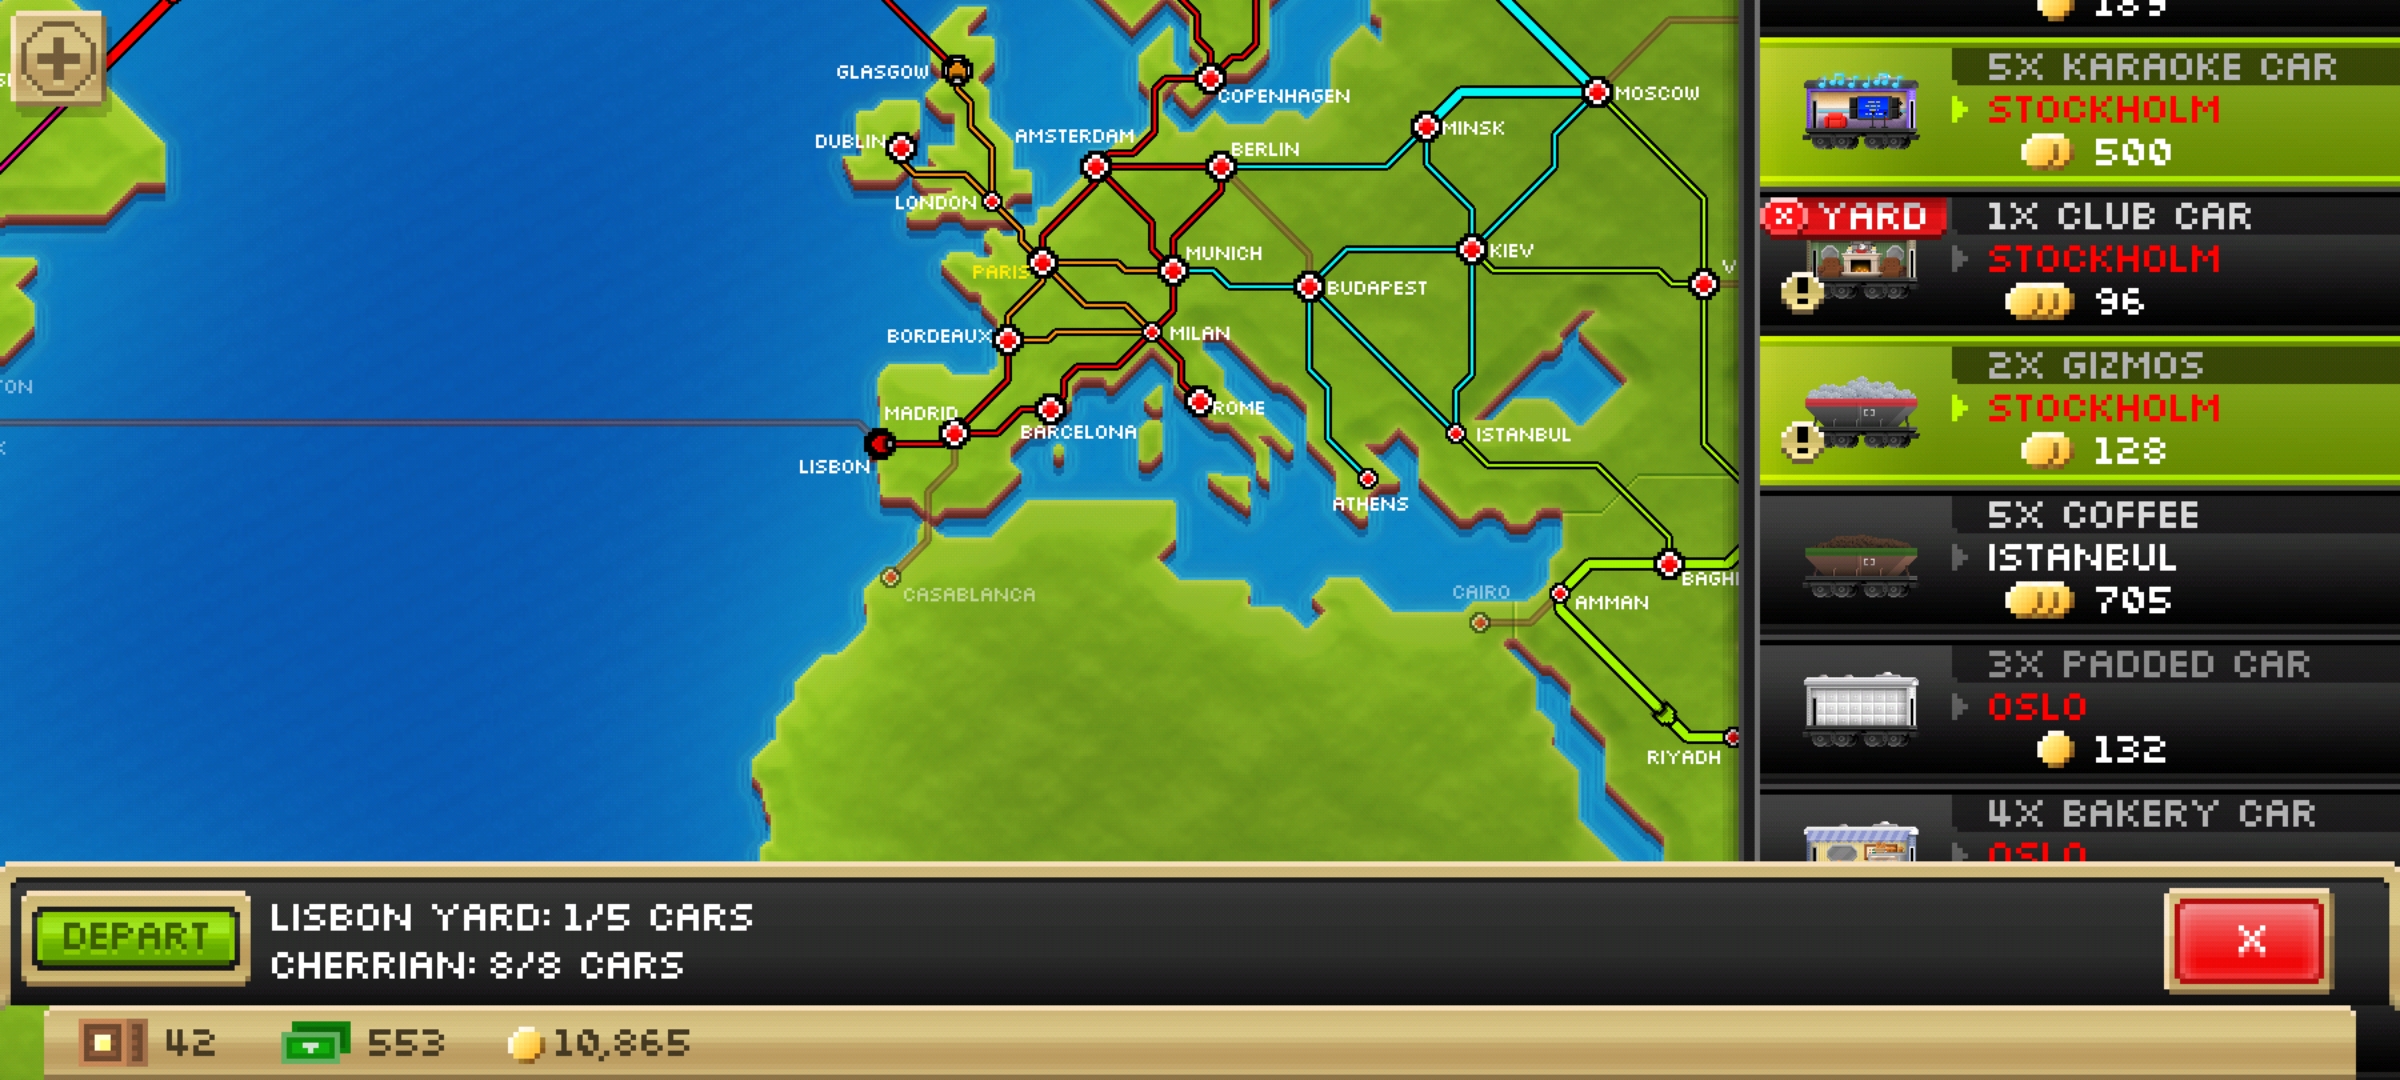 189
5X KARAOKE CAR
STOCKHOLM
500
YARD
1X CLUB CAR
STOCKHOLM
96
2X GIZMOS
STOCKHOLM
128
5X COFFEE
ISTANBUL
705
3X PADDED CAR
OSLO
132
4X BAKERY CAR
OSLO
GLASGOW
COPENHAGEN
MOSCOW
DUBLIN
AMSTERDAM
BERLIN
MINSK
LONDON
PARIS
MUNICH
KIEV
V
BUDAPEST
BORDEAUX
MILAN
TON
MADRID
ROME
BARCELONA
ISTANBUL
LISBON
ATHENS
CASABLANCA
CAIRO
AMMAN
BAGH
RIYADH
DEPART
LISBON YARD: 1/5 CARS
CHERRIAN: 8/8 CARS
X
42
553
10,865